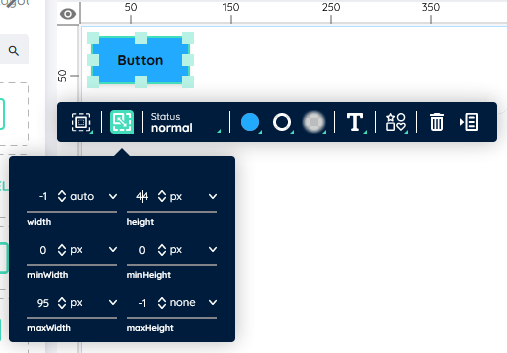 50 150 250 350
50
Button
Status
normal
T
-1 auto 44 px
width height
0 px 0 px
minWidth minHeight
95 px -1 none
maxWidth maxHeight